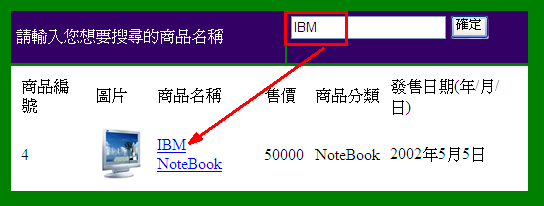 請輸入您想要搜尋的商品名稱 IBM 確定
商品編號 圖片 商品名稱 售價 商品分類 發售日期(年/月/日)
4 IBM NoteBook 50000 NoteBook 2002年5月5日